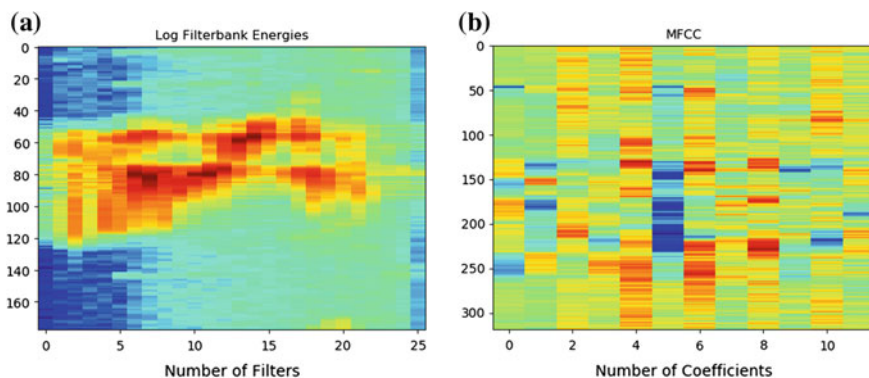 (a)
Log Filterbank Energies
0
20
40
60
80
100
120
140
160
0 5 10 15 20 25
Number of Filters
(b)
MFCC
0
50
100
150
200
250
300
0 2 4 6 8 10
Number of Coefficients